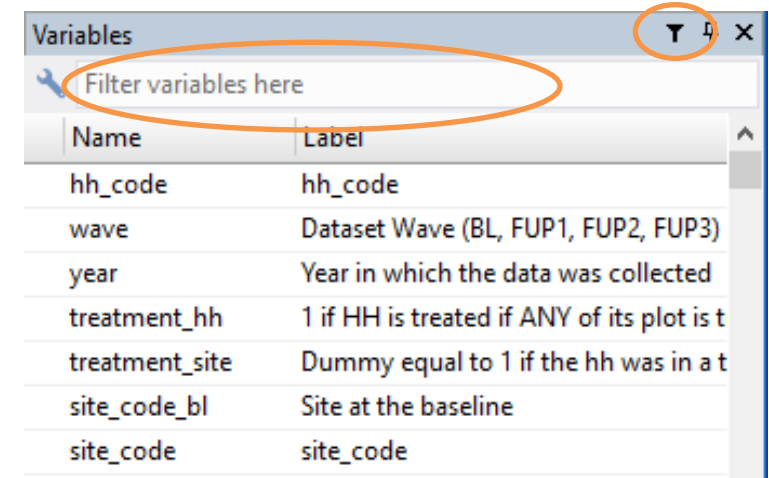 Variables
Filter variables here
Name Label
hh_code hh_code
wave Dataset Wave (BL, FUP1, FUP2, FUP3)
year Year in which the data was collected
treatment_hh 1 if HH is treated if ANY of its plot is t
treatment_site Dummy equal to 1 if the hh was in a t
site_code_bl Site at the baseline
site_code site_code